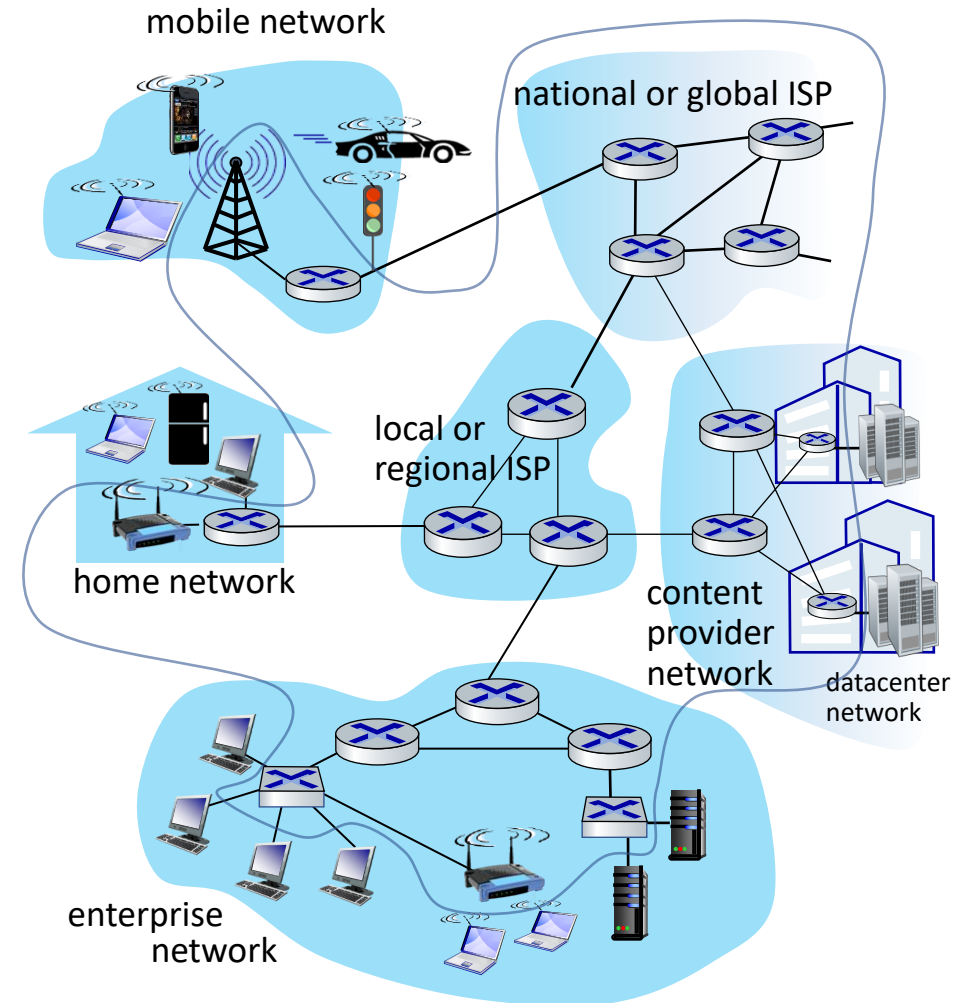 mobile network
national or global ISP
local or
regional ISP
home network
content
provider
network
datacenter
network
enterprise
network